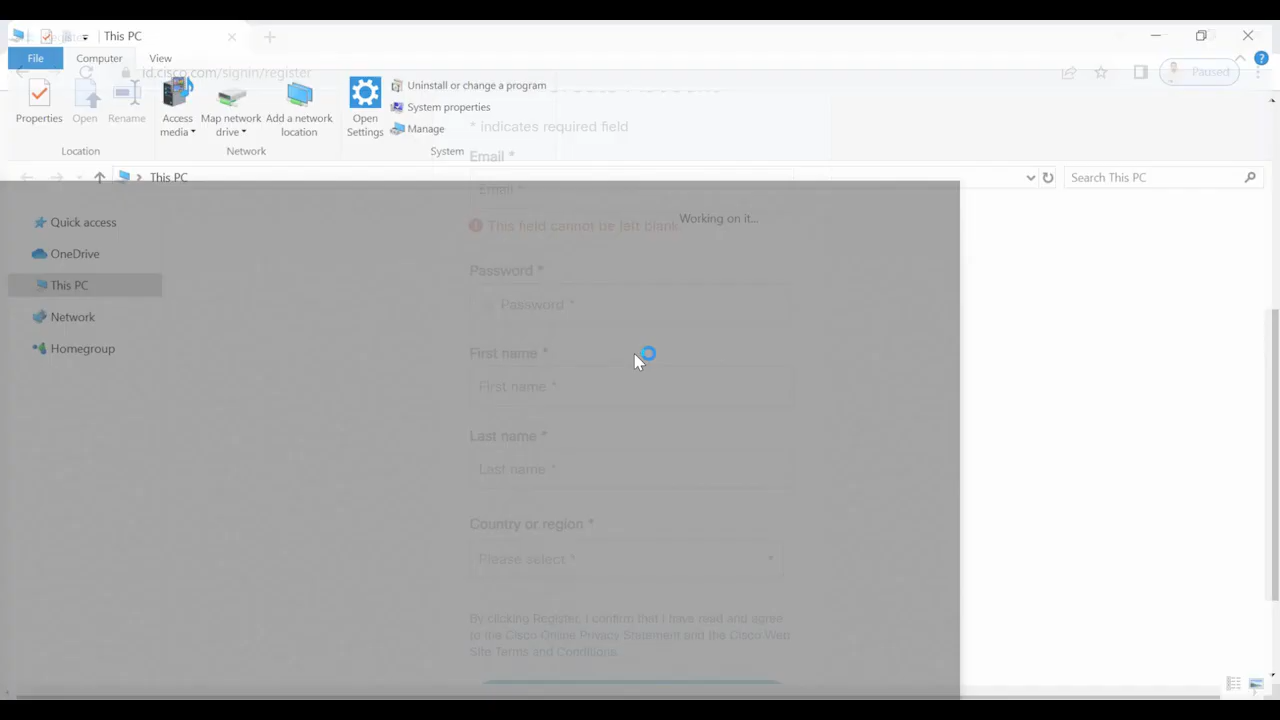 This PC
File
Computer
View
id.cisco.com/signin/register
Paused
Properties
Open
Rename
Access
media
Map network
drive
Add a network
location
Open
Settings
Uninstall or change a program
System properties
Manage
Location
Network
System
* Indicates required field
Email *
This PC
Search This PC
Email *
Working on it...
This field cannot be left blank
Quick access
OneDrive
This PC
Network
Homegroup
Password *
Password *
First name *
First name *
Last name *
Last name *
Country or region *
Please select *
By clicking Register, I confirm that I have read and agree
to the Cisco Online Privacy Statement and the Cisco Web
Site Terms and Conditions.